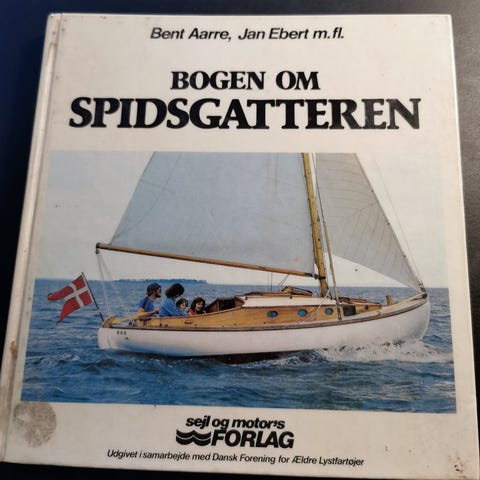 Bent Aarre, Jan Ebert m.fl.
BOGEN OM
SPIDSGATTEREN
sejl og motor's
FORLAG
Udgivet i samarbejde med Dansk Forening for Ældre Lystfartøjer